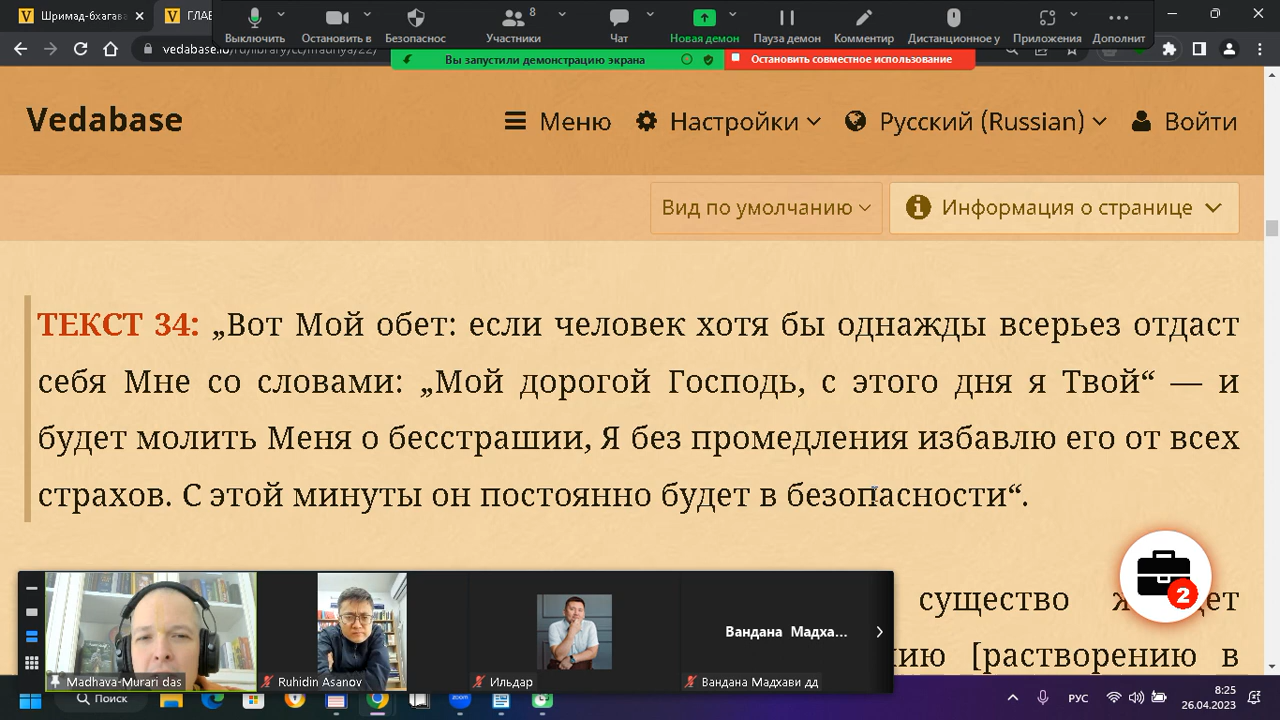 Шримад-бхагава
ГЛАЕ
Выключить
Остановить в
Безопаснос
Участники
8
Чат
Новая демон
Пауза демон
Комментир
Дистанционное у
Приложения
Дополнит
Вы запустили демонстрацию экрана
Остановить совместное использование
Vedabase
Меню
Настройки
Русский (Russian)
Войти
Вид по умолчанию
Информация о странице
ТЕКСТ 34: „Вот Мой обет: если человек хотя бы однажды всерьез отдаст
себя Мне со словами: „Мой дорогой Господь, с этого дня я Твой“ — и
будет молить Меня о бесстрашии, Я без промедления избавлю его от всех
страхов. С этой минуты он постоянно будет в безопасности“.
существо
[растворению в
2
Madhava-Murari das
Ruhidin Asanov
Ильдар
Вандана Мадха...
Вандана Мадхави дд
Поиск
zoom
РУС
8:25
26.04.2023